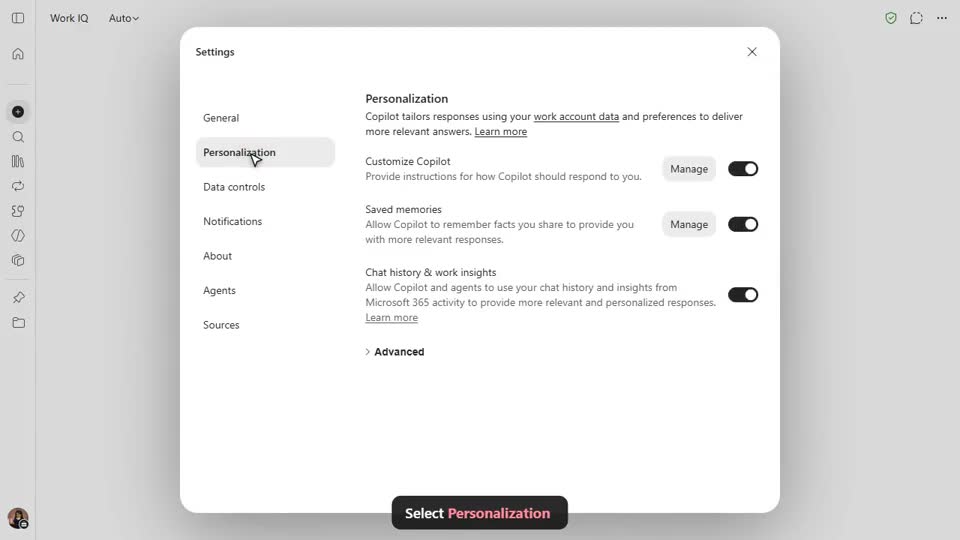 Work IQ
Auto
Settings
General
Personalization
Data controls
Notifications
About
Agents
Sources
Personalization
Copilot tailors responses using your work account data and preferences to deliver
more relevant answers. Learn more
Customize Copilot
Provide instructions for how Copilot should respond to you.
Manage
Saved memories
Allow Copilot to remember facts you share to provide you
with more relevant responses.
Manage
Chat history & work insights
Allow Copilot and agents to use your chat history and insights from
Microsoft 365 activity to provide more relevant and personalized responses.
Learn more
Advanced
Select Personalization